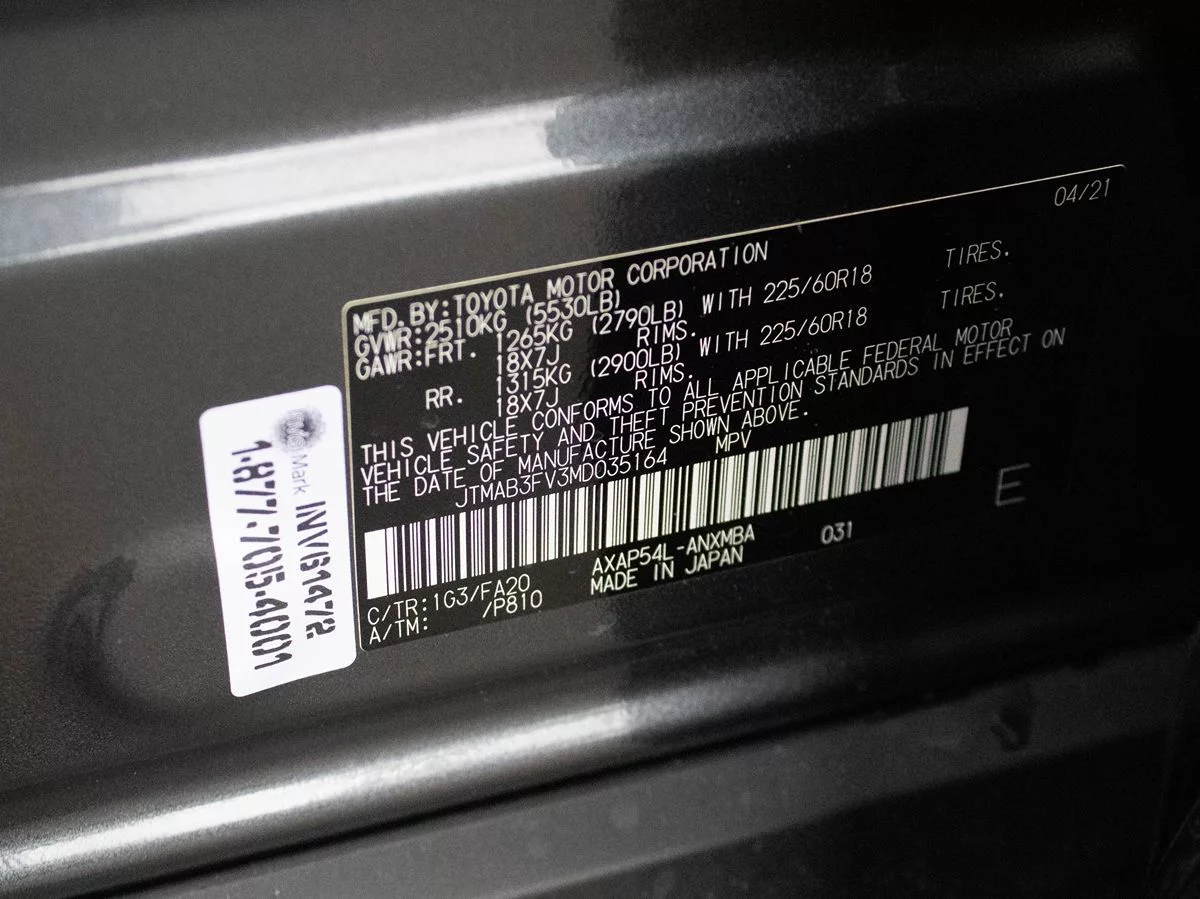 04/21
MFD.BY:TOYOTA MOTOR CORPORATION
GVWR:2510KG (5530LB)
GAWR:FRT. 1265KG (2790LB) WITH 225/60R18 TIRES.
18X7J RIMS.
RR. 1315KG (2900LB) WITH 225/60R18 TIRES.
18X7J RIMS.
THIS VEHICLE CONFORMS TO ALL APPLICABLE FEDERAL MOTOR
VEHICLE SAFETY AND THEFT PREVENTION STANDARDS IN EFFECT ON
THE DATE OF MANUFACTURE SHOWN ABOVE.
JTMAB3FV3MD035164 MPV
E
C/TR:1G3/FA20 AXAP54L-ANXMBA 031
A/TM: /P810 MADE IN JAPAN
Mark INV61472
1·877·705·4001